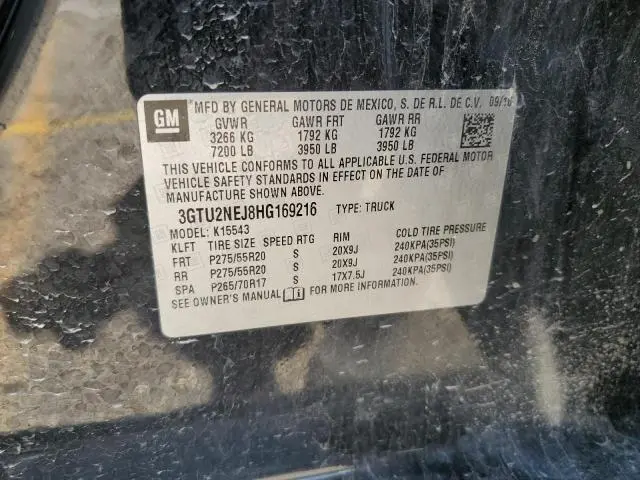 GM
MFD BY GENERAL MOTORS DE MEXICO, S. DE R.L. DE C.V. 09/16
GVWR GAWR FRT GAWR RR
3266 KG 1792 KG 1792 KG
7200 LB 3950 LB 3950 LB
THIS VEHICLE CONFORMS TO ALL APPLICABLE U.S. FEDERAL MOTOR
VEHICLE SAFETY STANDARDS IN EFFECT ON THE DATE OF
MANUFACTURE SHOWN ABOVE.
3GTU2NEJ8HG169216 TYPE: TRUCK
MODEL: K15543
KLFT TIRE SIZE SPEED RTG RIM COLD TIRE PRESSURE
FRT P275/55R20 S 20X9J 240KPA(35PSI)
RR P275/55R20 S 20X9J 240KPA(35PSI)
SPA P265/70R17 S 17X7.5J 240KPA(35PSI)
SEE OWNER'S MANUAL FOR MORE INFORMATION.